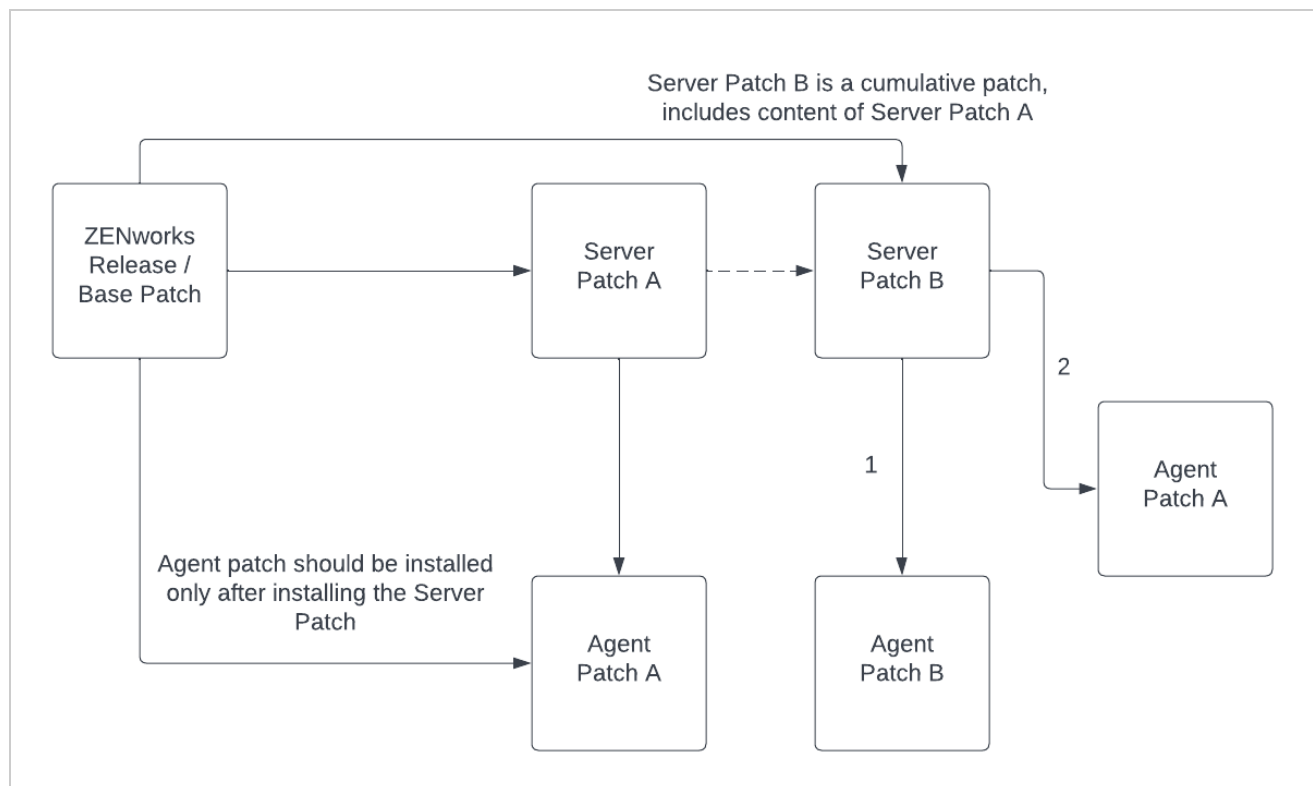 Server Patch B is a cumulative patch,
includes content of Server Patch A
ZENworks
Release /
Base Patch
Server
Patch A
Server
Patch B
2
1
Agent
Patch A
Agent patch should be installed
only after installing the Server
Patch
Agent
Patch A
Agent
Patch B